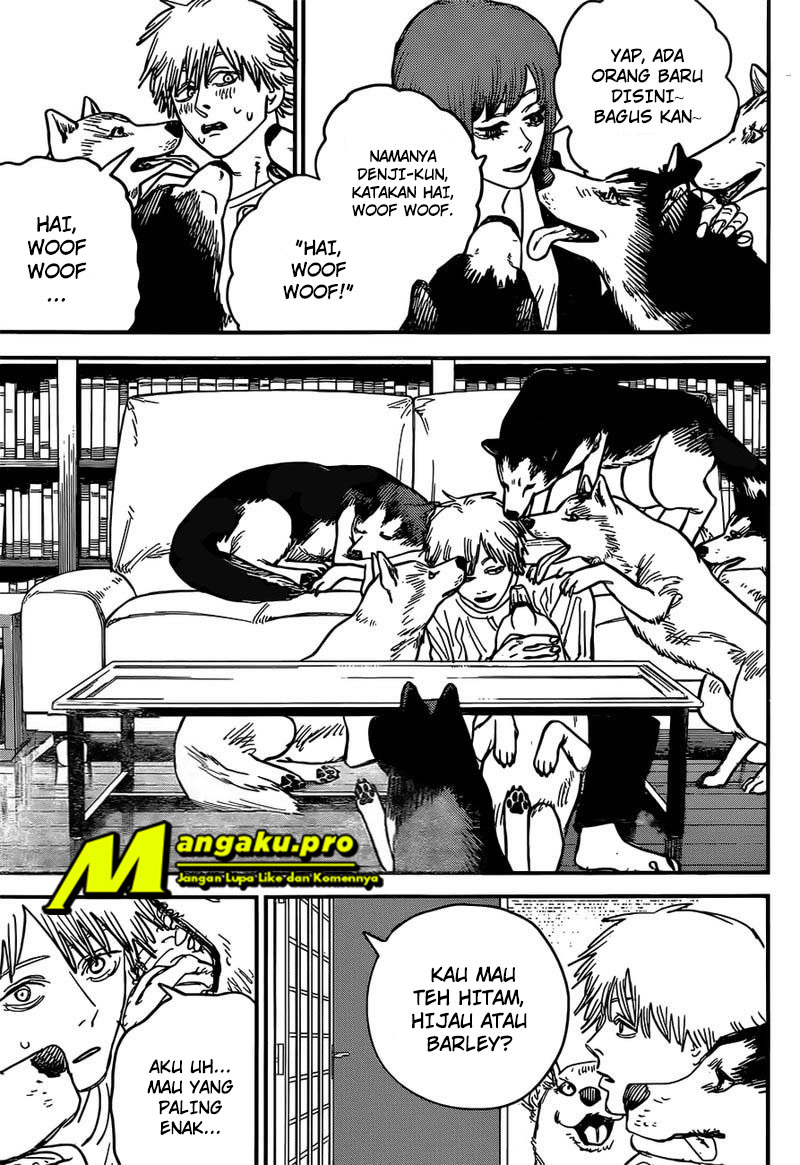 YAP, ADA
ORANG BARU
DISINI~
BAGUS KAN~
NAMANYA
DENJI-KUN,
KATAKAN HAI,
WOOF WOOF.
"HAI,
WOOF
WOOF!"
HAI,
WOOF
WOOF
...
Mangaku.pro
Jangan Lupa Like dan Komennya
KAU MAU
TEH HITAM,
HIJAU ATAU
BARLEY?
AKU UH...
MAU YANG
PALING
ENAK...